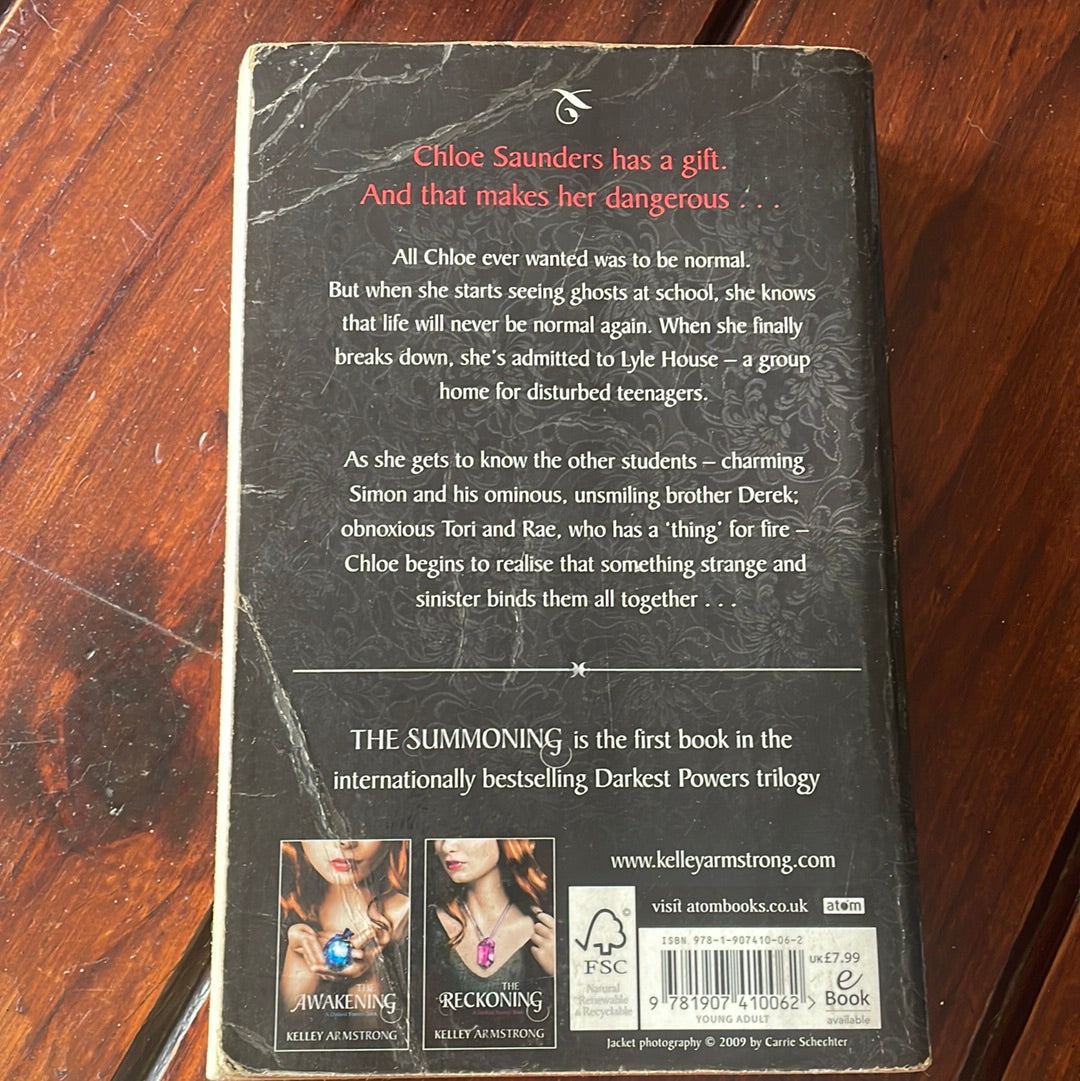 Chloe Saunders has a gift.
And that makes her dangerous . . .
All Chloe ever wanted was to be normal.
But when she starts seeing ghosts at school, she knows
that life will never be normal again. When she finally
breaks down, she's admitted to Lyle House – a group
home for disturbed teenagers.
As she gets to know the other students – charming
Simon and his ominous, unsmiling brother Derek;
obnoxious Tori and Rae, who has a 'thing' for fire –
Chloe begins to realise that something strange and
sinister binds them all together . . .
THE SUMMONING is the first book in the
internationally bestselling Darkest Powers trilogy
THE
AWAKENING
KELLEY ARMSTRONG
THE
RECKONING
KELLEY ARMSTRONG
www.kelleyarmstrong.com
visit atombooks.co.uk atom
FSC
Natural
Renewable
& Recyclable
ISBN 978-1-907410-06-2
9 781907 410062 >
YOUNG ADULT
UK£7.99
e
Book
available
Jacket photography © 2009 by Carrie Schechter